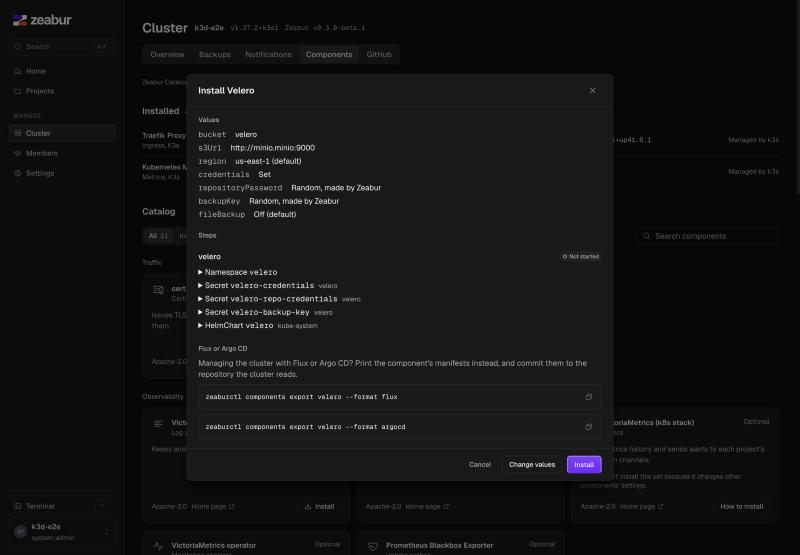 zeabur
Cluster k3d-e2e v1.37.2+k3s1 Zeabur v0.3.0-beta.1
Search ⌘K
Overview Backups Notifications Components GitHub
Home
Projects
Zeabur Catalog
MANAGE
Installed
Cluster
Members
Settings
Traefik Proxy
Ingress, K3s
+up41.6.1
Managed by k3s
Kubernetes M
Metrics, K3s
Managed by k3s
Catalog
All 21
Search components
Traffic
Install Velero
Values
bucket velero
s3Url http://minio.minio:9000
region us-east-1 (default)
credentials Set
repositoryPassword Random, made by Zeabur
backupKey Random, made by Zeabur
fileBackup Off (default)
Steps
velero
Not started
Namespace velero
Secret velero-credentials velero
Secret velero-repo-credentials velero
Secret velero-backup-key velero
HelmChart velero kube-system
Flux or Argo CD
Managing the cluster with Flux or Argo CD? Print the component's manifests instead, and commit them to the
repository the cluster reads.
zeaburctl components export velero --format flux
zeaburctl components export velero --format argocd
Cancel Change values Install
cert
Issues TLS
them.
Apache-2.0
Observability
Log
Keeps and
Apache-2.0 Home page
Install
Apache-2.0 Home page
toriaMetrics (k8s stack)
Optional
ics
trics history and sends alerts to each project's
n channels.
rt install this yet because it changes other
components' settings.
Apache-2.0 Home page
How to install
VictoriaMetrics operator
Optional
Prometheus Blackbox Exporter
Optional
Terminal
k3d-e2e
system:admin